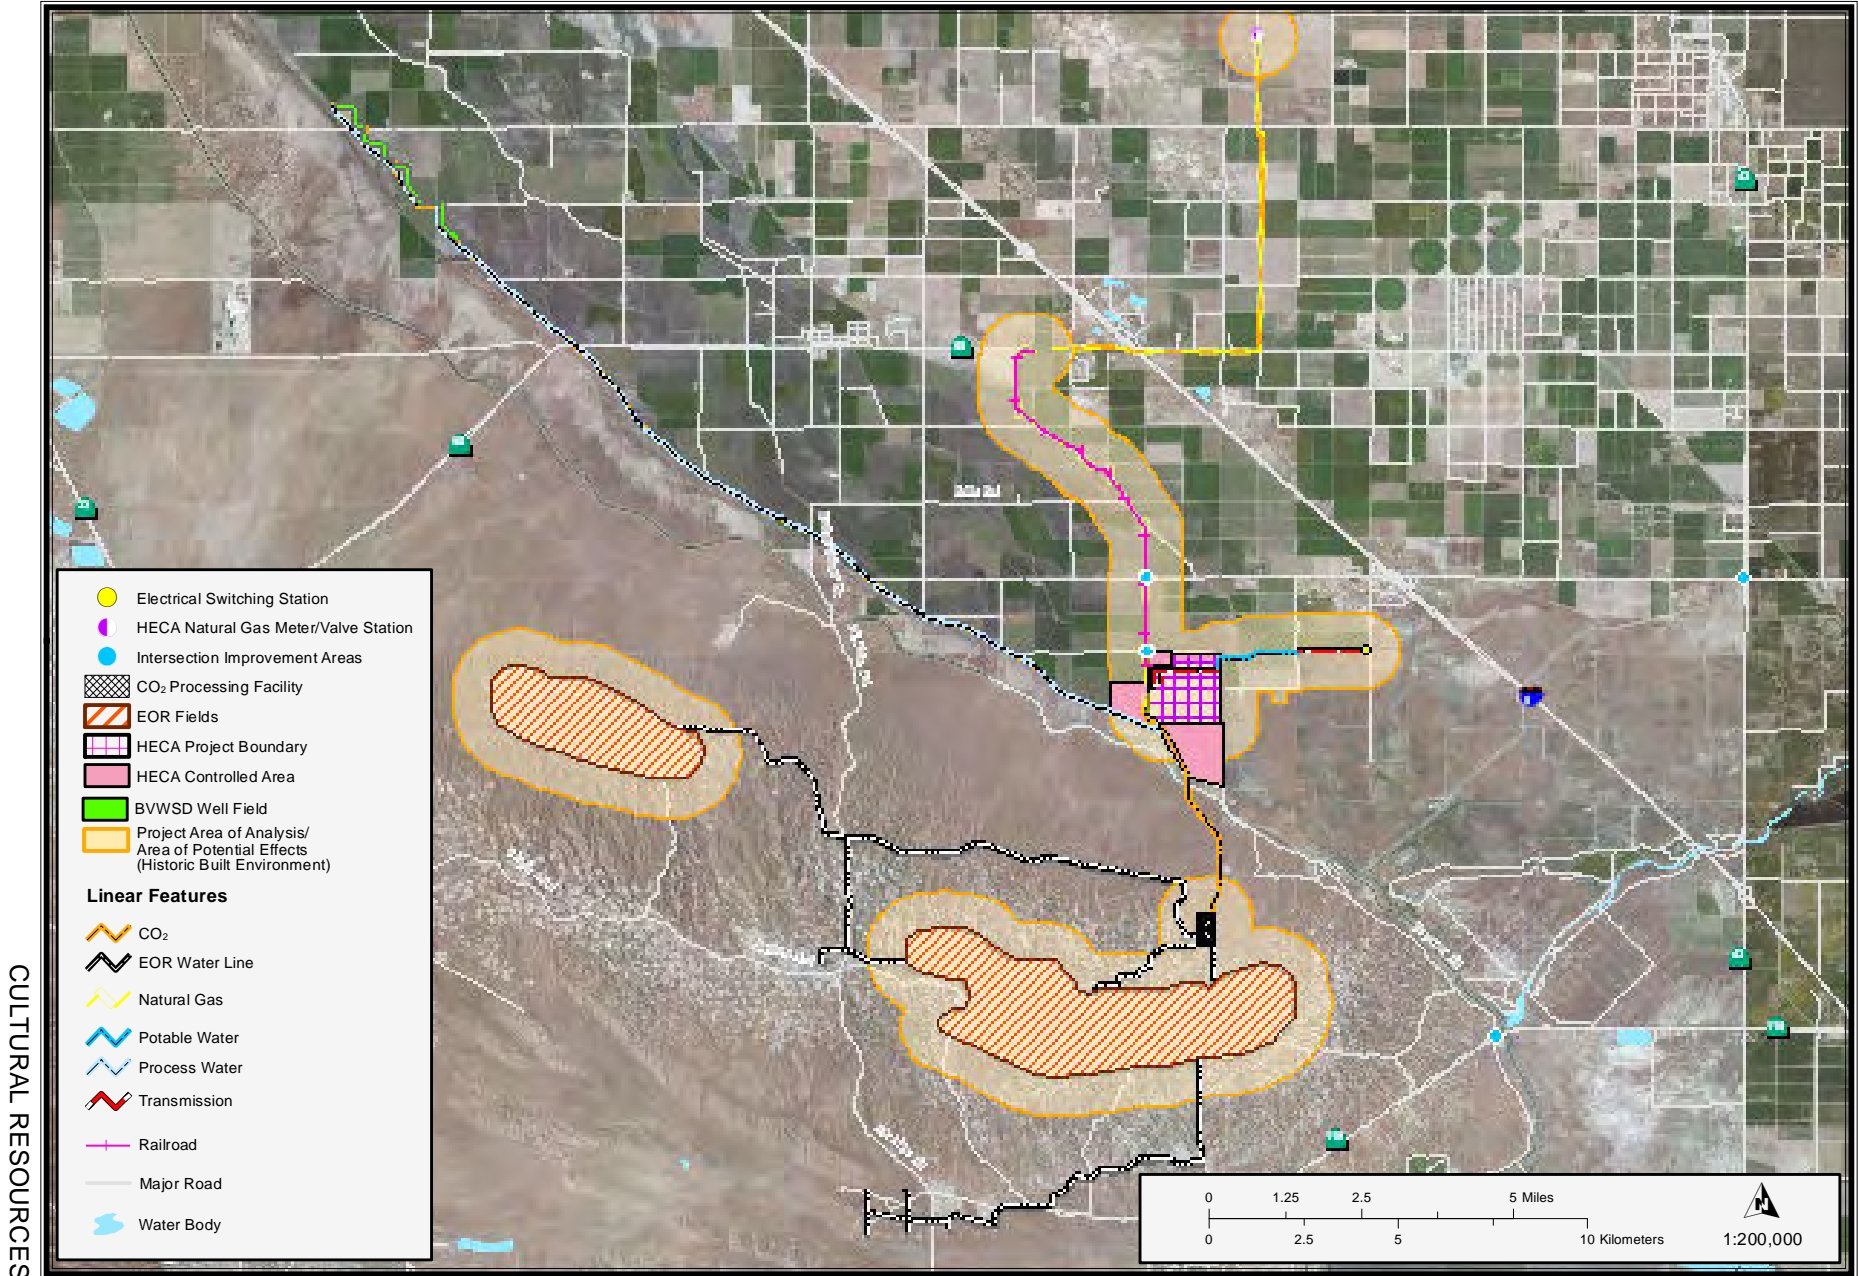 Electrical Switching Station
HECA Natural Gas Meter/Valve Station
Intersection Improvement Areas
CO₂ Processing Facility
EOR Fields
HECA Project Boundary
HECA Controlled Area
BVWSD Well Field
Project Area of Analysis/
Area of Potential Effects
(Historic Built Environment)
Linear Features
CO₂
EOR Water Line
Natural Gas
Potable Water
Process Water
Transmission
Railroad
Major Road
Water Body
0 1.25 2.5 5 Miles
0 2.5 5 10 Kilometers
N
1:200,000
CULTURAL RESOURCES